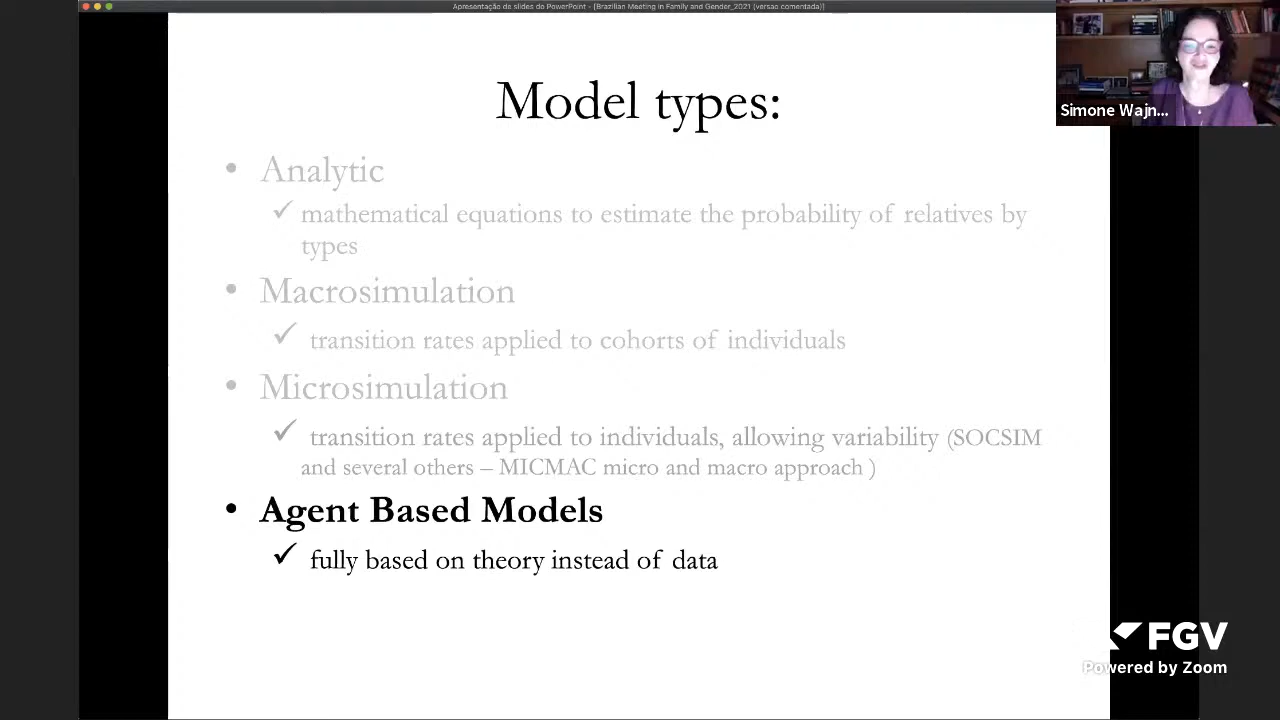 Apresentação de slides do PowerPoint - [Brazilian Meeting in Family and Gender_2021 (versao comentada)]
Simone Wajn...
Model types:
• Analytic
✓ mathematical equations to estimate the probability of relatives by
types
• Macrosimulation
✓ transition rates applied to cohorts of individuals
• Microsimulation
✓ transition rates applied to individuals, allowing variability (SOCSIM
and several others – MICMAC micro and macro approach )
• Agent Based Models
✓ fully based on theory instead of data
FGV
Powered by Zoom